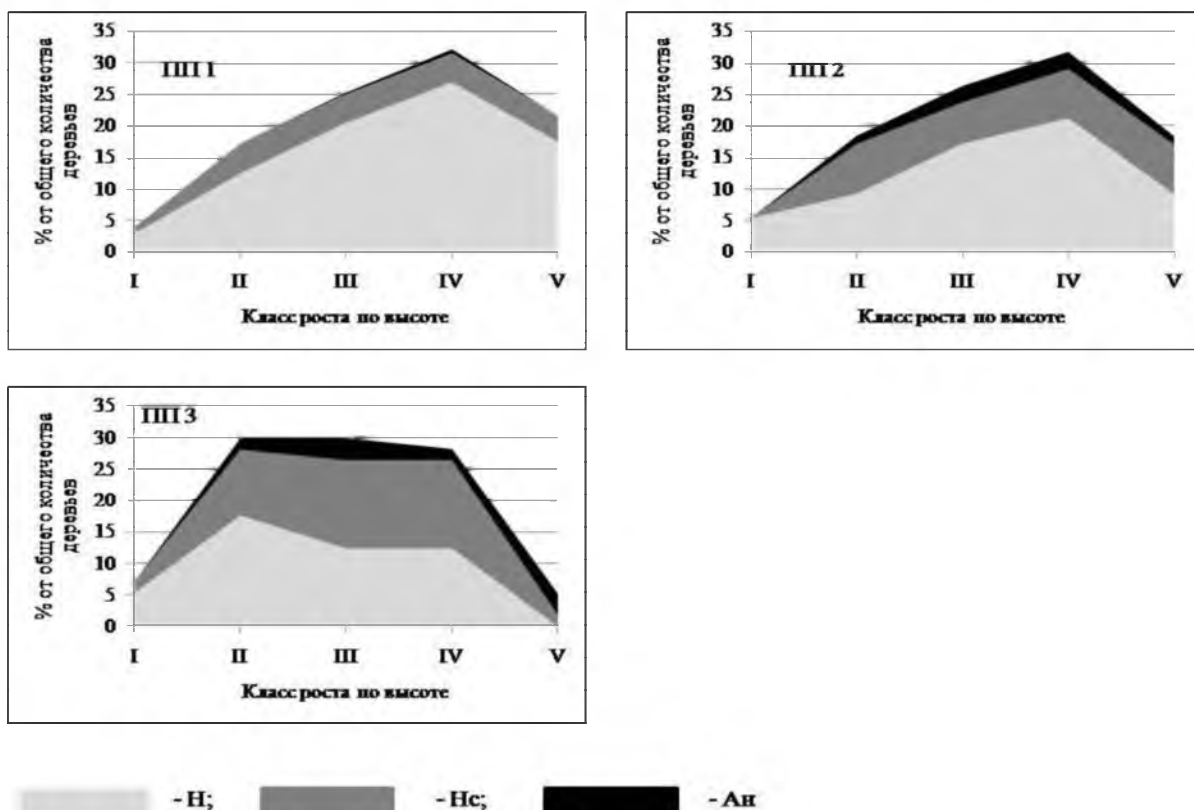 % от общего количества
деревьев
35
30
25
20
15
10
5
0
ПП 1
I II III IV V
Класс роста по высоте
% от общего количества
деревьев
35
30
25
20
15
10
5
0
ПП 2
I II III IV V
Класс роста по высоте
% от общего количества
деревьев
35
30
25
20
15
10
5
0
ПП 3
I II III IV V
Класс роста по высоте
- Н; - Нс; - Ан